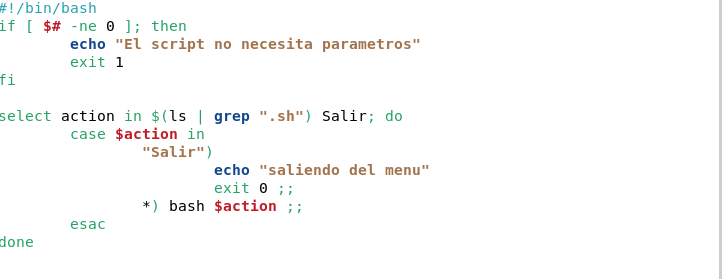 #!/bin/bash
if [ $# -ne 0 ]; then
        echo "El script no necesita parametros"
        exit 1
fi

select action in $(ls | grep ".sh") Salir; do
        case $action in
                "Salir")
                        echo "saliendo del menu"
                        exit 0 ;;
                *) bash $action ;;
        esac
done